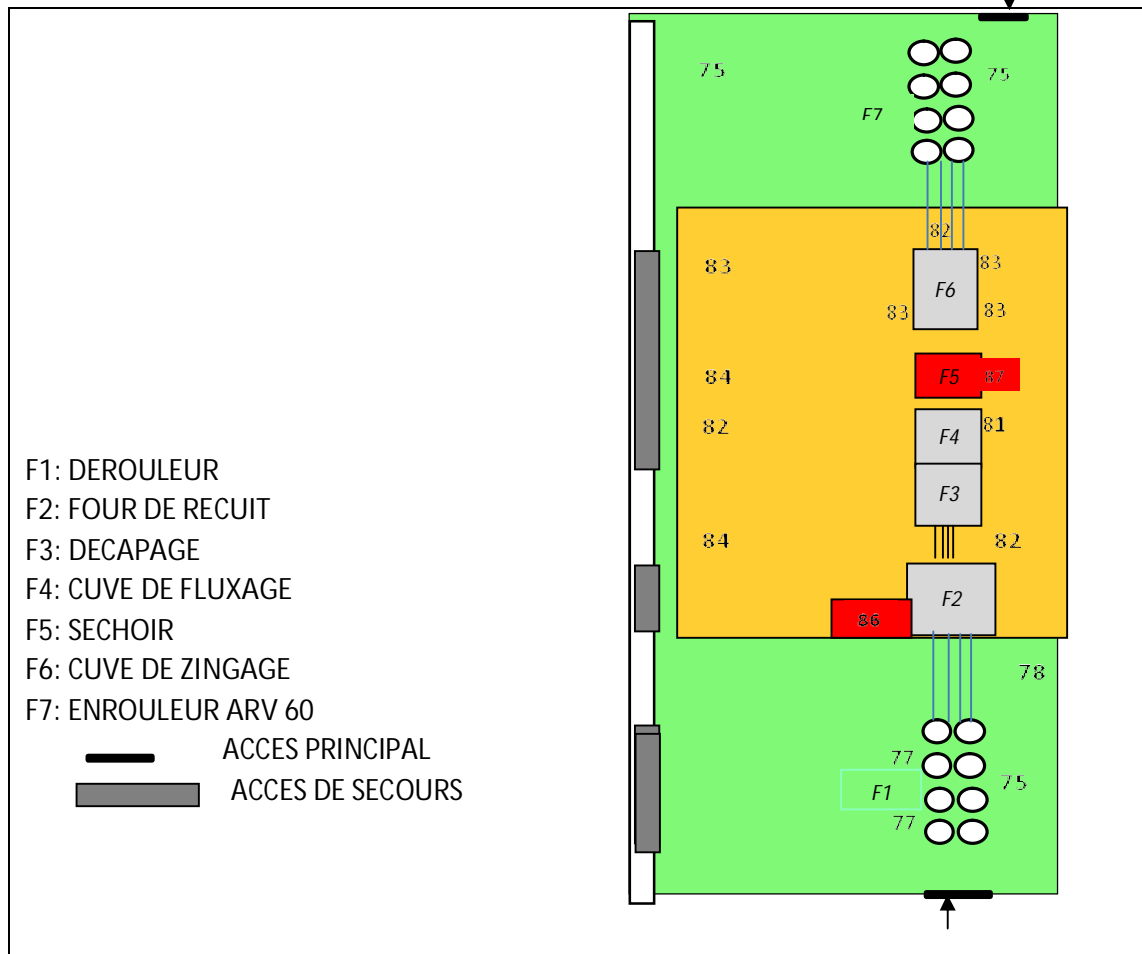 75
75
F7
82
83
83
F6
83
83
84
F5
87
82
81
F4
F1: DEROULEUR
F3
F2: FOUR DE RECUIT
F3: DECAPAGE
84
82
F4: CUVE DE FLUXAGE
F2
86
F5: SECHOIR
F6: CUVE DE ZINGAGE
78
F7: ENROULEUR ARV 60
ACCES PRINCIPAL
77
75
ACCES DE SECOURS
F1
77